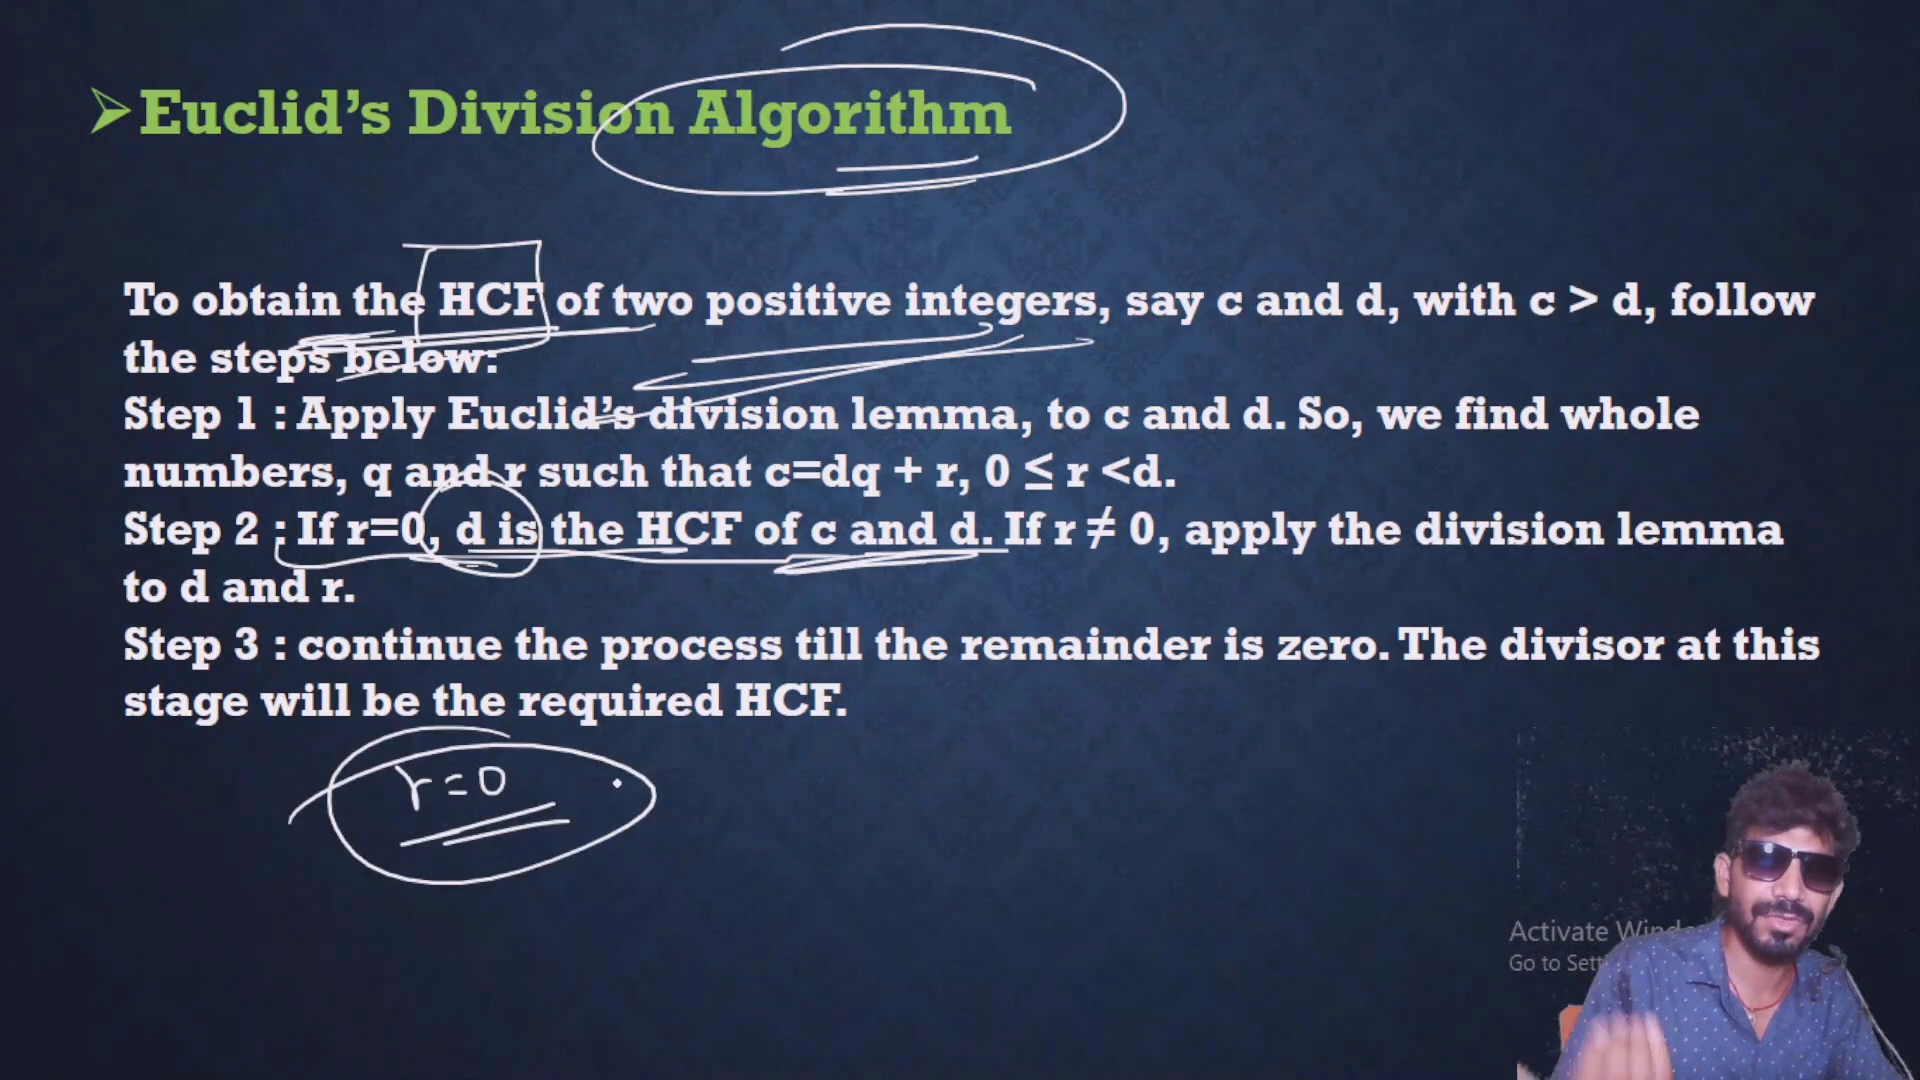 Euclid’s Division Algorithm
To obtain the HCF of two positive integers, say c and d, with c > d, follow
the steps below:
Step 1 : Apply Euclid’s division lemma, to c and d. So, we find whole
numbers, q and r such that c=dq + r, 0 ≤ r <d.
Step 2 : If r=0, d is the HCF of c and d. If r ≠ 0, apply the division lemma
to d and r.
Step 3 : continue the process till the remainder is zero. The divisor at this
stage will be the required HCF.
r=0
Activate
Go to